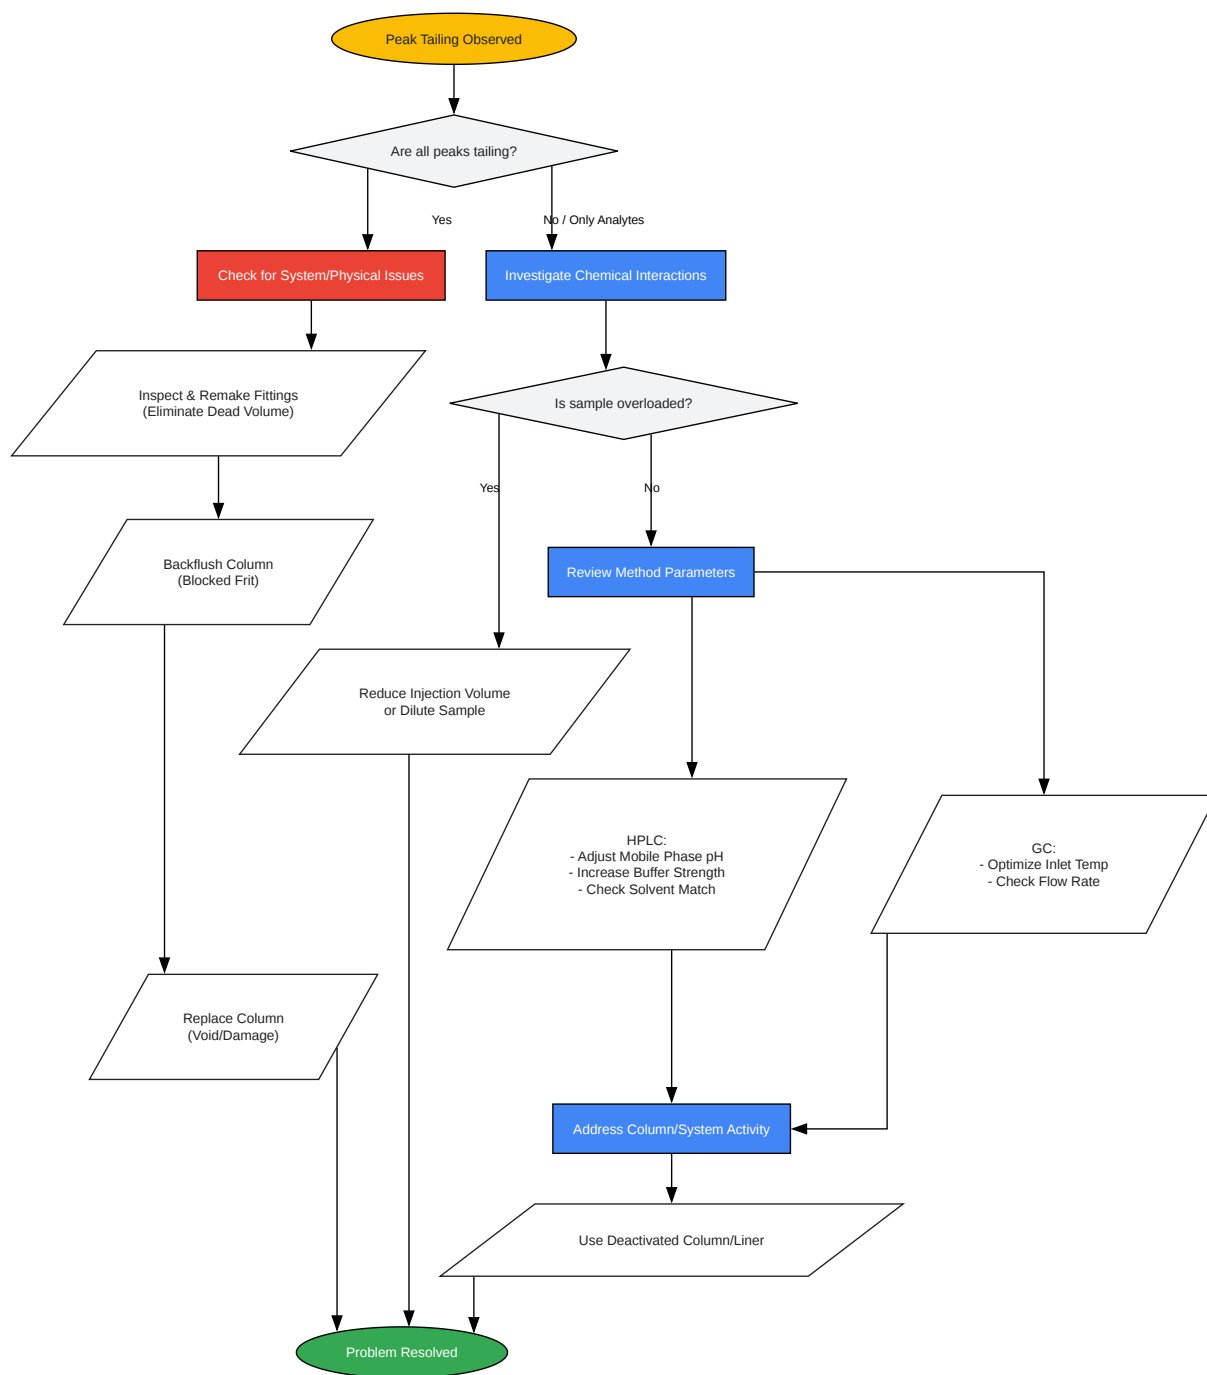 Peak Tailing Observed
Are all peaks tailing?
Yes
No / Only Analytes
Check for System/Physical Issues
Investigate Chemical Interactions
Inspect & Remake Fittings
(Eliminate Dead Volume)
Is sample overloaded?
Yes
No
Backflush Column
(Blocked Frit)
Review Method Parameters
Reduce Injection Volume
or Dilute Sample
HPLC:
- Adjust Mobile Phase pH
- Increase Buffer Strength
- Check Solvent Match
GC:
- Optimize Inlet Temp
- Check Flow Rate
Replace Column
(Void/Damage)
Address Column/System Activity
Use Deactivated Column/Liner
Problem Resolved